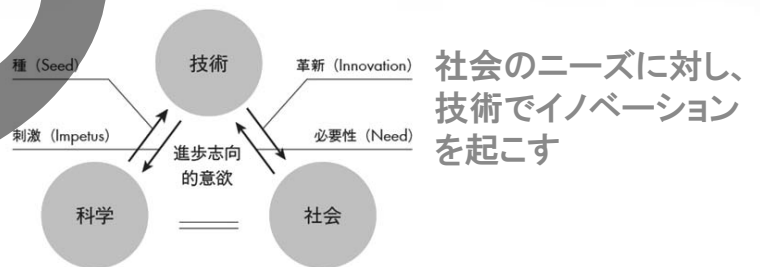 種（Seed）
技術
革新（Innovation）
刺激（Impetus）
必要性（Need）
進歩志向
的意欲
科学
社会
社会のニーズに対し、
技術でイノベーション
を起こす